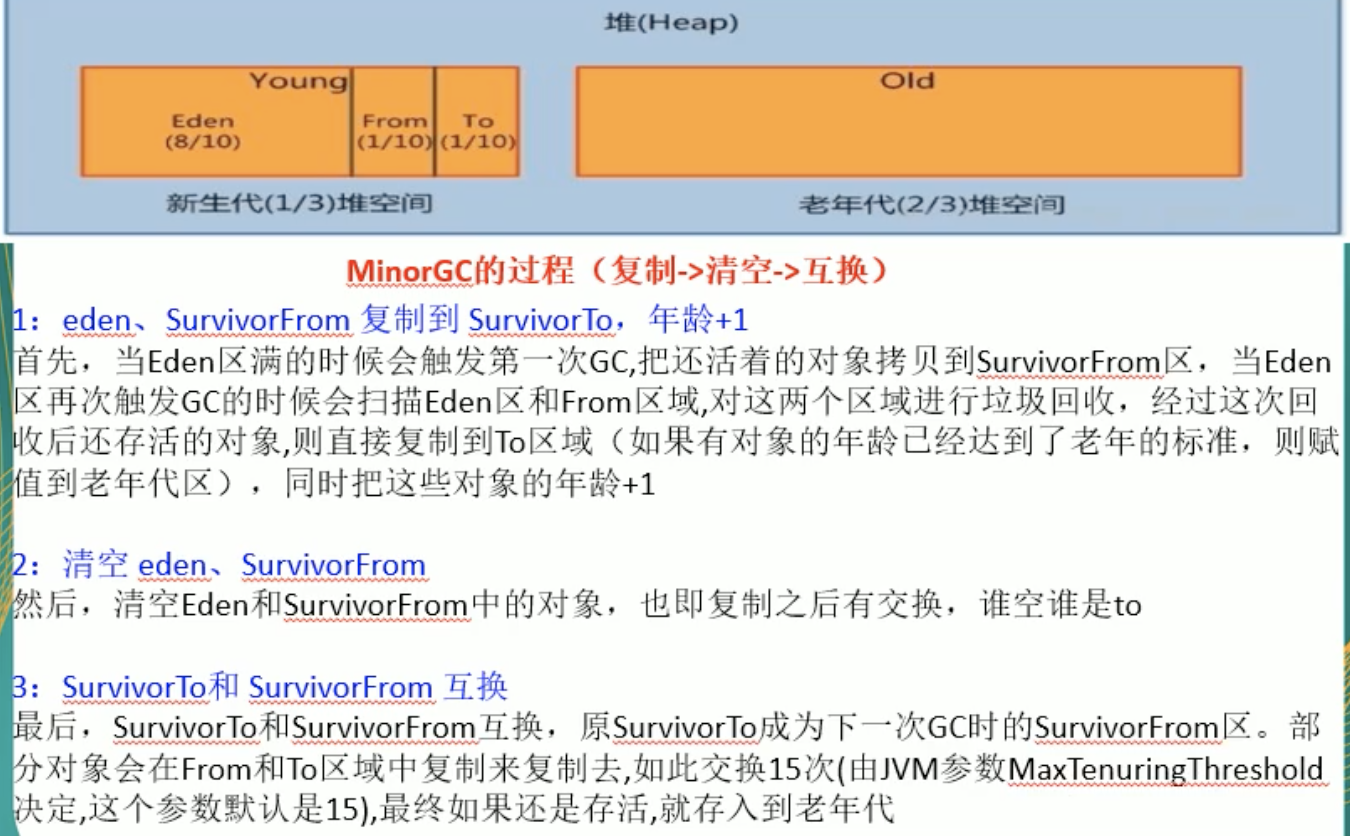 堆(Heap)
Young
Old
Eden
(8/10)
From
(1/10)
To
(1/10)
新生代(1/3)堆空间
老年代(2/3)堆空间
MinorGC的过程（复制->清空->互换）
1：eden、SurvivorFrom 复制到 SurvivorTo，年龄+1
首先，当Eden区满的时候会触发第一次GC,把还活着的对象拷贝到SurvivorFrom区，当Eden
区再次触发GC的时候会扫描Eden区和From区域,对这两个区域进行垃圾回收，经过这次回
收后还存活的对象,则直接复制到To区域（如果有对象的年龄已经达到了老年的标准，则赋
值到老年代区），同时把这些对象的年龄+1
2：清空 eden、SurvivorFrom
然后，清空Eden和SurvivorFrom中的对象，也即复制之后有交换，谁空谁是to
3：SurvivorTo和 SurvivorFrom 互换
最后，SurvivorTo和SurvivorFrom互换，原SurvivorTo成为下一次GC时的SurvivorFrom区。部
分对象会在From和To区域中复制来复制去,如此交换15次(由JVM参数MaxTenuringThreshold
决定,这个参数默认是15),最终如果还是存活,就存入到老年代